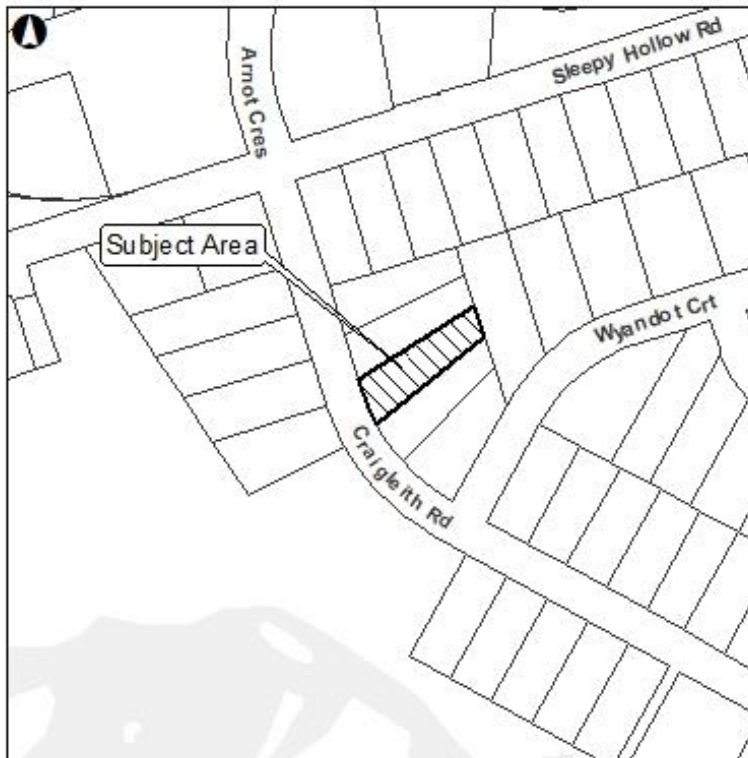 Sleepy Hollow Rd
Arnot Cres
Subject Area
Wyandot Crt
Craigleith Rd